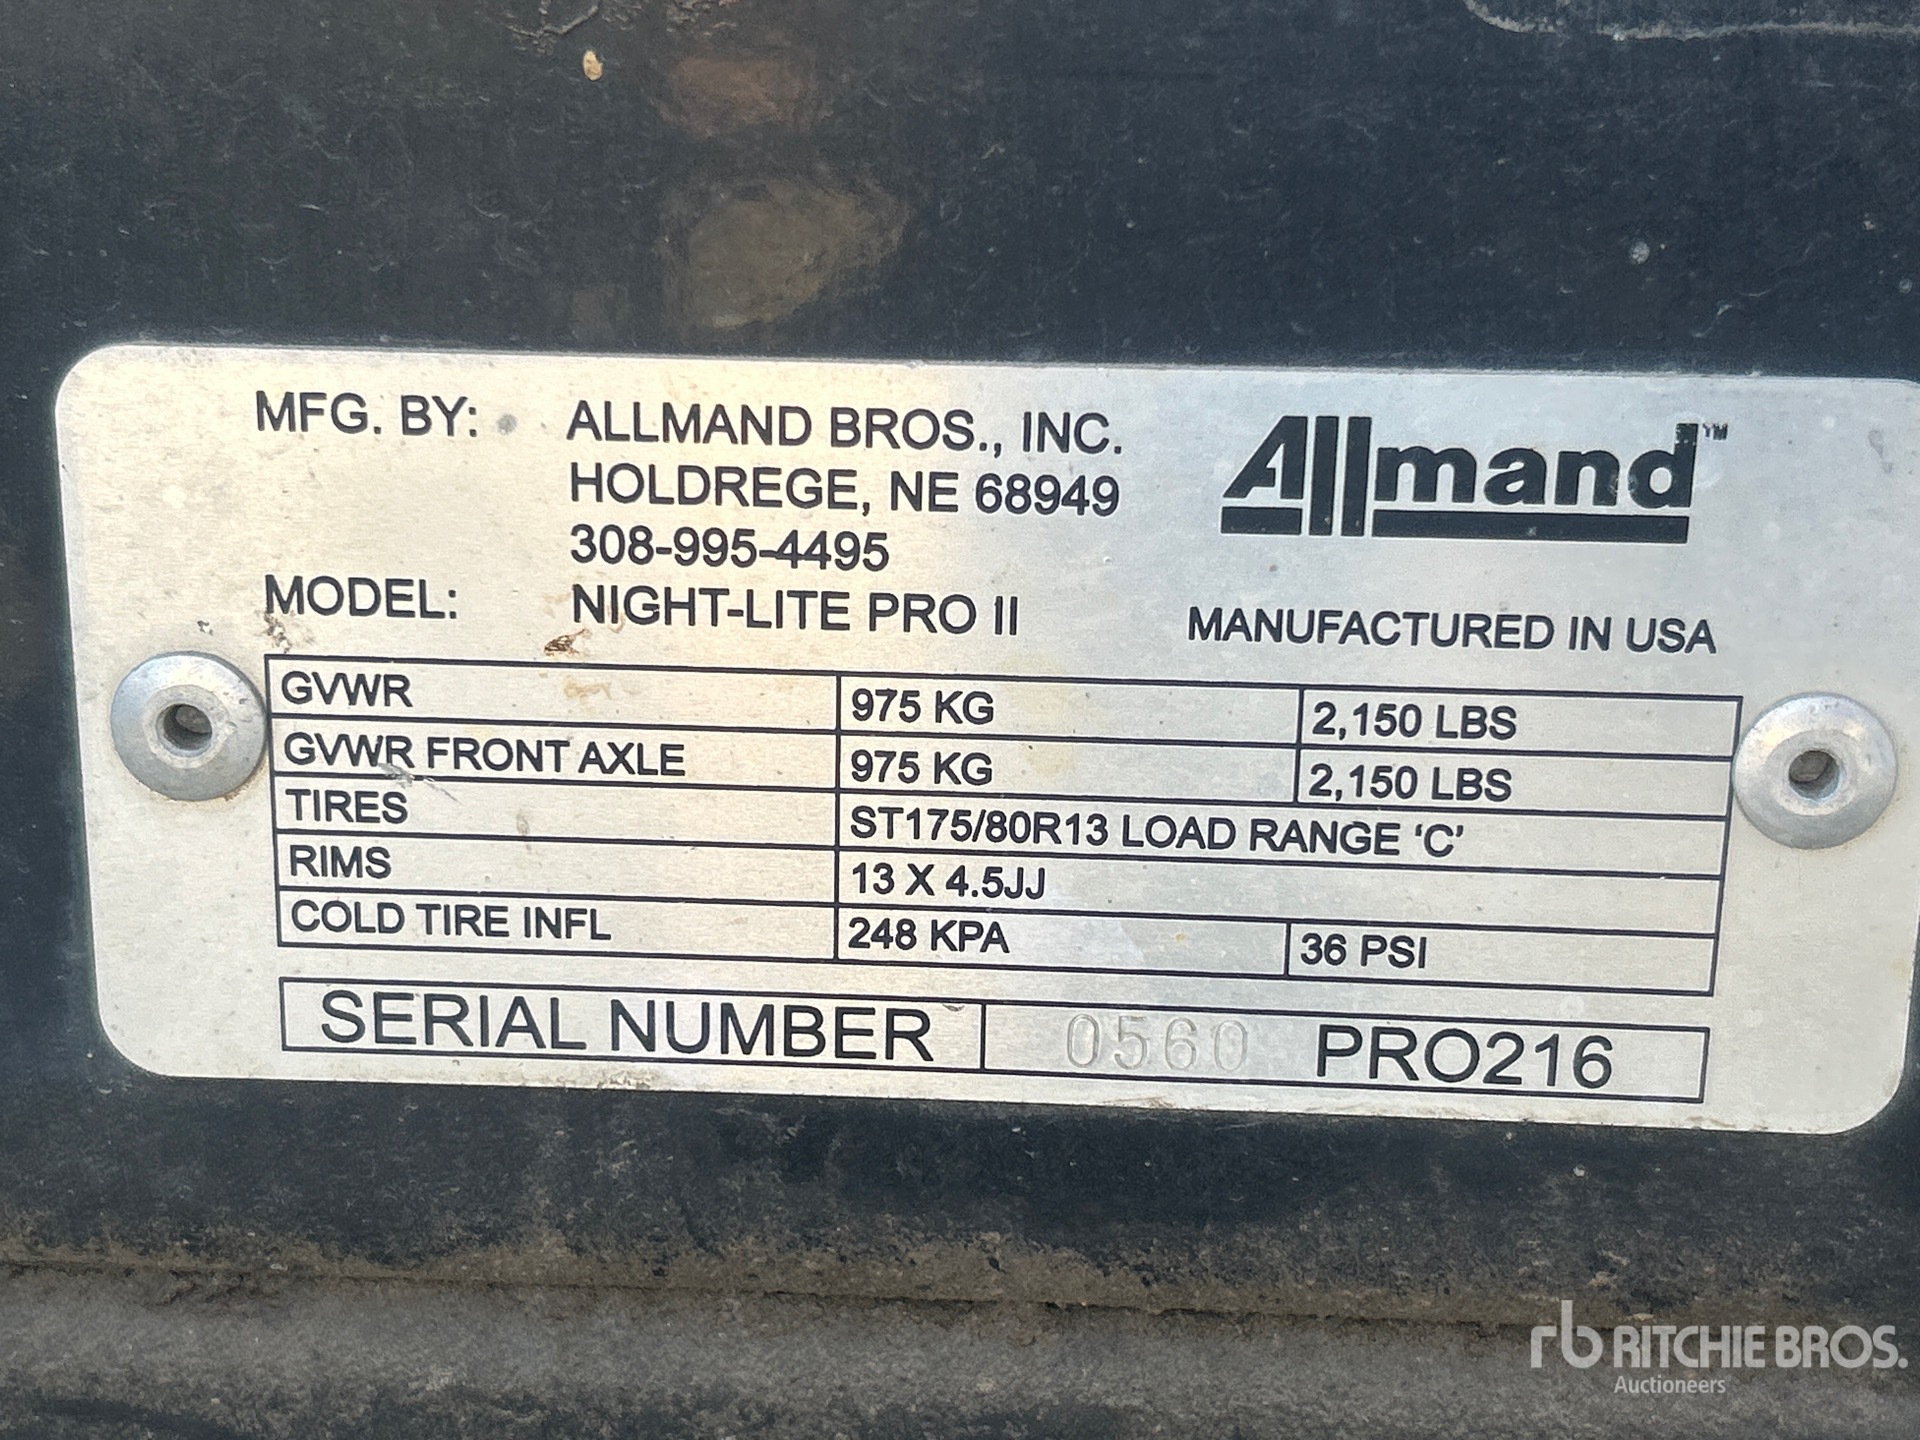 MFG. BY: ALLMAND BROS., INC.
HOLDREGE, NE 68949
308-995-4495
Allmand™
MODEL: NIGHT-LITE PRO II
MANUFACTURED IN USA
GVWR 975 KG 2,150 LBS
GVWR FRONT AXLE 975 KG 2,150 LBS
TIRES ST175/80R13 LOAD RANGE ‘C’
RIMS 13 X 4.5JJ
COLD TIRE INFL 248 KPA 36 PSI
SERIAL NUMBER 0560 PRO216
rb RITCHIE BROS.
Auctioneers